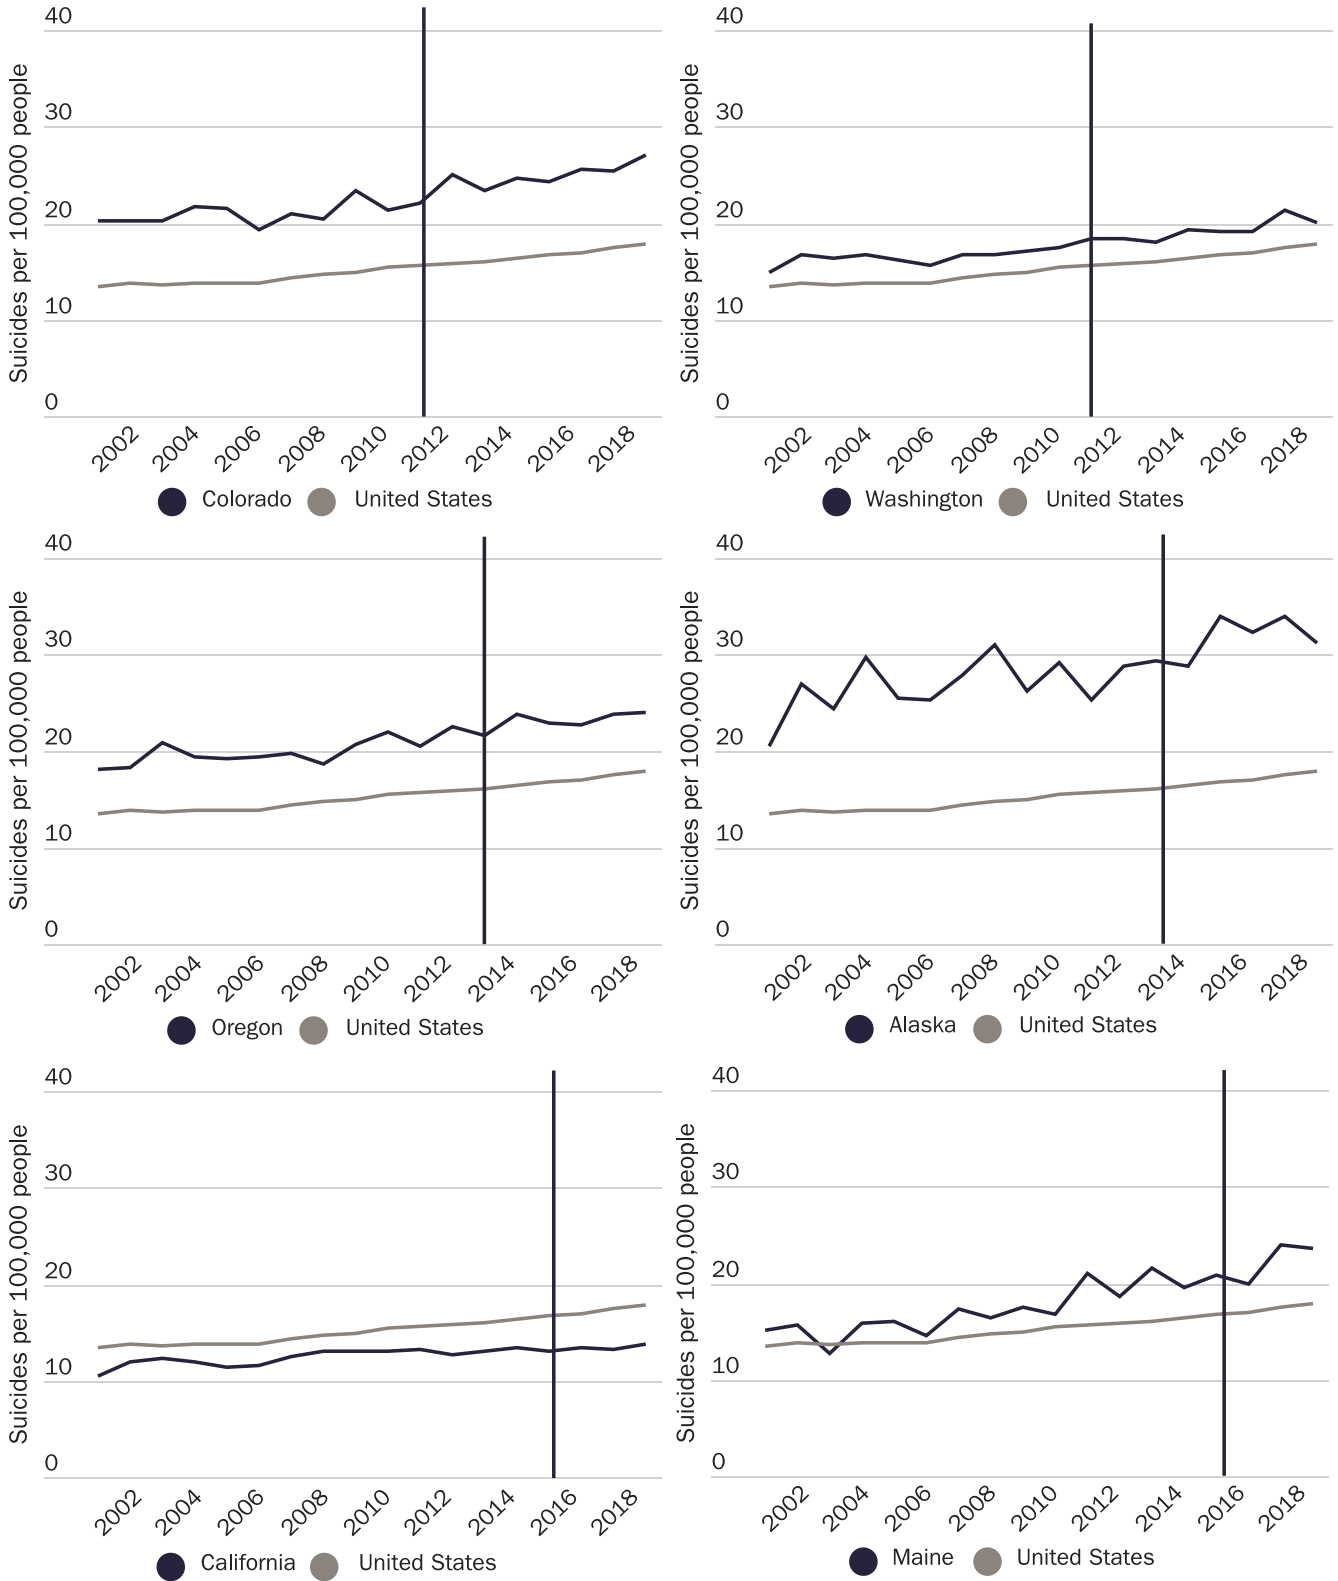 Suicides per 100,000 people
40
30
20
10
0
2002 2004 2006 2008 2010 2012 2014 2016 2018
Colorado United States
Suicides per 100,000 people
40
30
20
10
0
2002 2004 2006 2008 2010 2012 2014 2016 2018
Washington United States
Suicides per 100,000 people
40
30
20
10
0
2002 2004 2006 2008 2010 2012 2014 2016 2018
Oregon United States
Suicides per 100,000 people
40
30
20
10
0
2002 2004 2006 2008 2010 2012 2014 2016 2018
Alaska United States
Suicides per 100,000 people
40
30
20
10
0
2002 2004 2006 2008 2010 2012 2014 2016 2018
California United States
Suicides per 100,000 people
40
30
20
10
0
2002 2004 2006 2008 2010 2012 2014 2016 2018
Maine United States